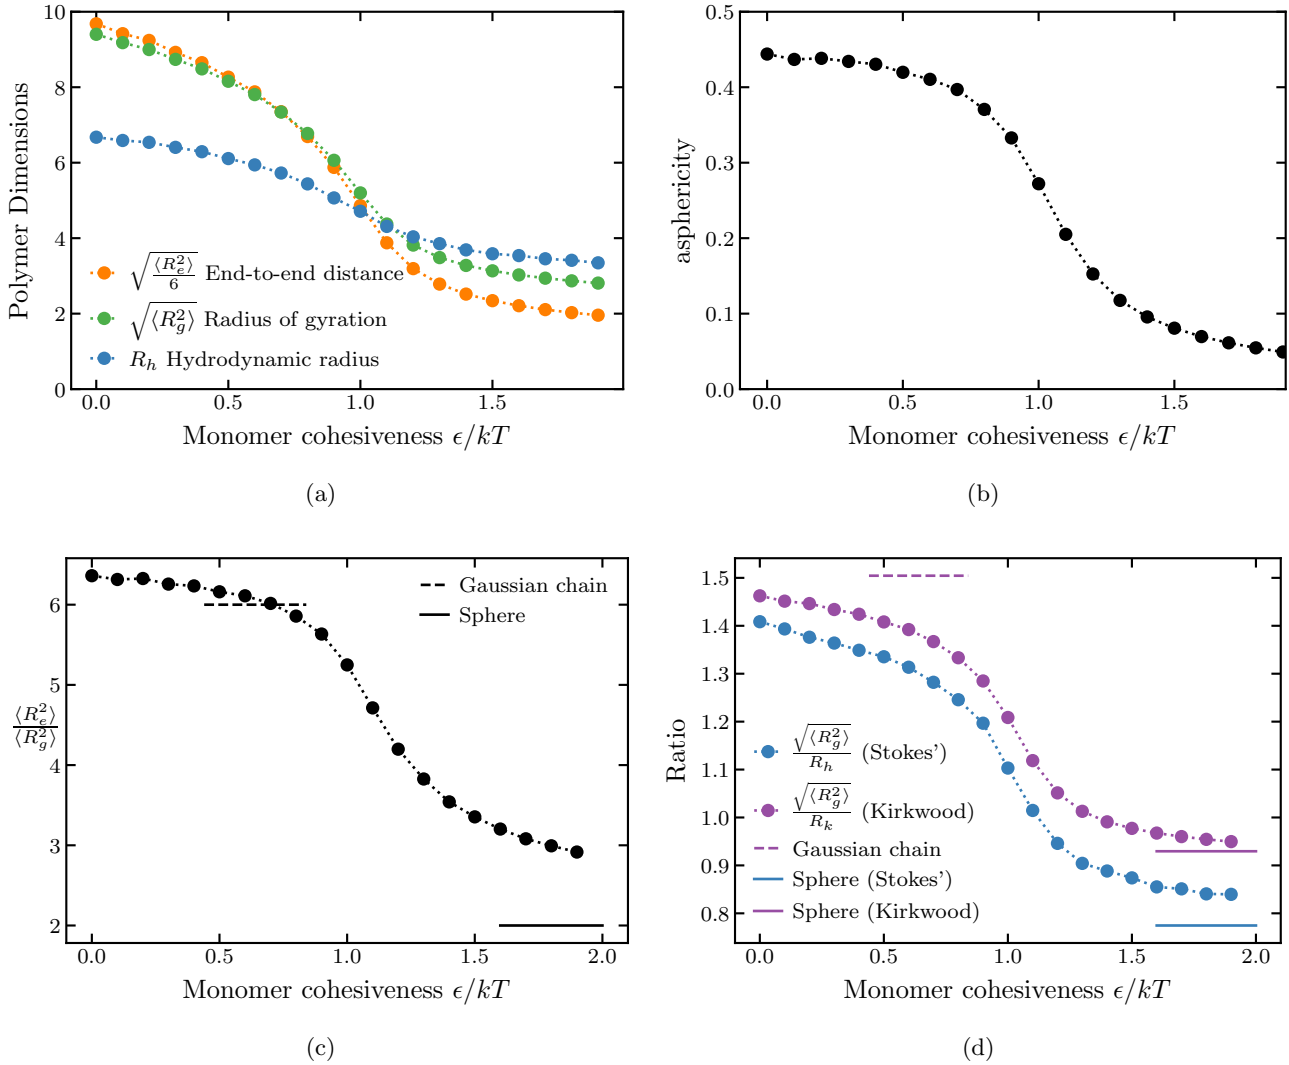 0.0 0.5 1.0 1.5
0 2 4 6 8 10
Polymer Dimensions
√(⟨R_e^2⟩/6) End-to-end distance
√⟨R_g^2⟩ Radius of gyration
R_h Hydrodynamic radius
Monomer cohesiveness ϵ/kT
(a)
0.0 0.5 1.0 1.5
0.0 0.1 0.2 0.3 0.4 0.5
asphericity
Monomer cohesiveness ϵ/kT
(b)
0.0 0.5 1.0 1.5 2.0
2 3 4 5 6
⟨R_e^2⟩/⟨R_g^2⟩
Gaussian chain
Sphere
Monomer cohesiveness ϵ/kT
(c)
0.0 0.5 1.0 1.5 2.0
0.8 0.9 1.0 1.1 1.2 1.3 1.4 1.5
Ratio
√⟨R_g^2⟩/R_h (Stokes’)
√⟨R_g^2⟩/R_k (Kirkwood)
Gaussian chain
Sphere (Stokes’)
Sphere (Kirkwood)
Monomer cohesiveness ϵ/kT
(d)